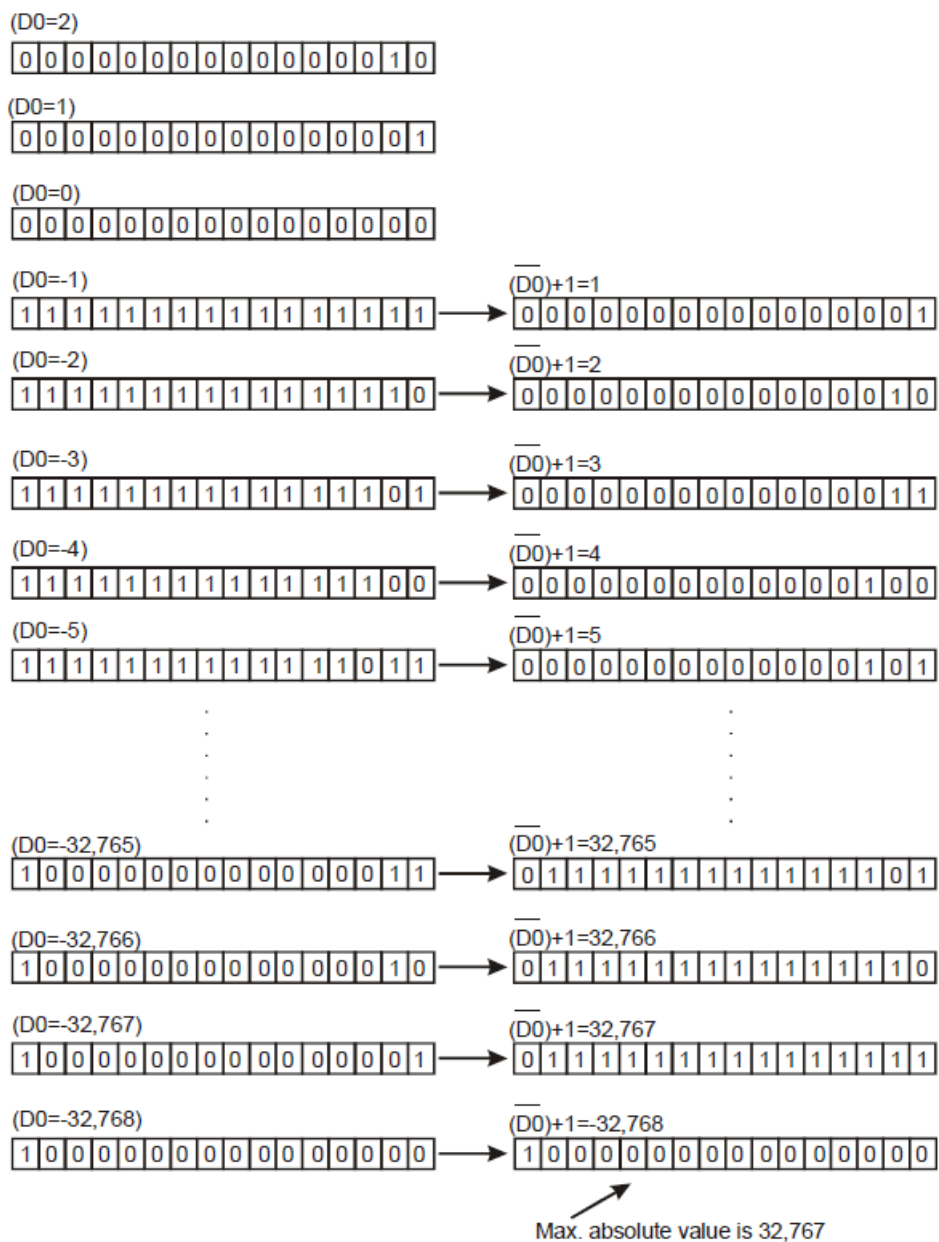 (D0=2)
0 0 0 0 0 0 0 0 0 0 0 0 0 0 1 0
(D0=1)
0 0 0 0 0 0 0 0 0 0 0 0 0 0 0 1
(D0=0)
0 0 0 0 0 0 0 0 0 0 0 0 0 0 0 0
(D0=-1)
(D̅0̅)+1=1
1 1 1 1 1 1 1 1 1 1 1 1 1 1 1 1
0 0 0 0 0 0 0 0 0 0 0 0 0 0 0 1
(D0=-2)
(D̅0̅)+1=2
1 1 1 1 1 1 1 1 1 1 1 1 1 1 1 0
0 0 0 0 0 0 0 0 0 0 0 0 0 0 1 0
(D0=-3)
(D̅0̅)+1=3
1 1 1 1 1 1 1 1 1 1 1 1 1 1 0 1
0 0 0 0 0 0 0 0 0 0 0 0 0 0 1 1
(D0=-4)
(D̅0̅)+1=4
1 1 1 1 1 1 1 1 1 1 1 1 1 1 0 0
0 0 0 0 0 0 0 0 0 0 0 0 0 1 0 0
(D0=-5)
(D̅0̅)+1=5
1 1 1 1 1 1 1 1 1 1 1 1 1 0 1 1
0 0 0 0 0 0 0 0 0 0 0 0 0 1 0 1
(D0=-32,765)
(D̅0̅)+1=32,765
1 0 0 0 0 0 0 0 0 0 0 0 0 0 1 1
0 1 1 1 1 1 1 1 1 1 1 1 1 1 0 1
(D0=-32,766)
(D̅0̅)+1=32,766
1 0 0 0 0 0 0 0 0 0 0 0 0 0 1 0
0 1 1 1 1 1 1 1 1 1 1 1 1 1 1 0
(D0=-32,767)
(D̅0̅)+1=32,767
1 0 0 0 0 0 0 0 0 0 0 0 0 0 0 1
0 1 1 1 1 1 1 1 1 1 1 1 1 1 1 1
(D0=-32,768)
(D̅0̅)+1=-32,768
1 0 0 0 0 0 0 0 0 0 0 0 0 0 0 0
1 0 0 0 0 0 0 0 0 0 0 0 0 0 0 0
Max. absolute value is 32,767